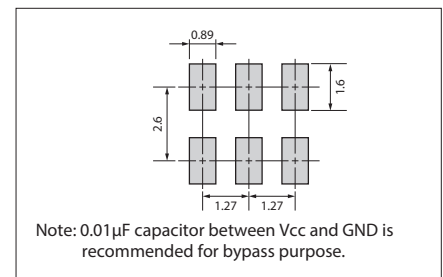 0.89
1.6
2.6
1.27 1.27
Note: 0.01µF capacitor between Vcc and GND is
recommended for bypass purpose.